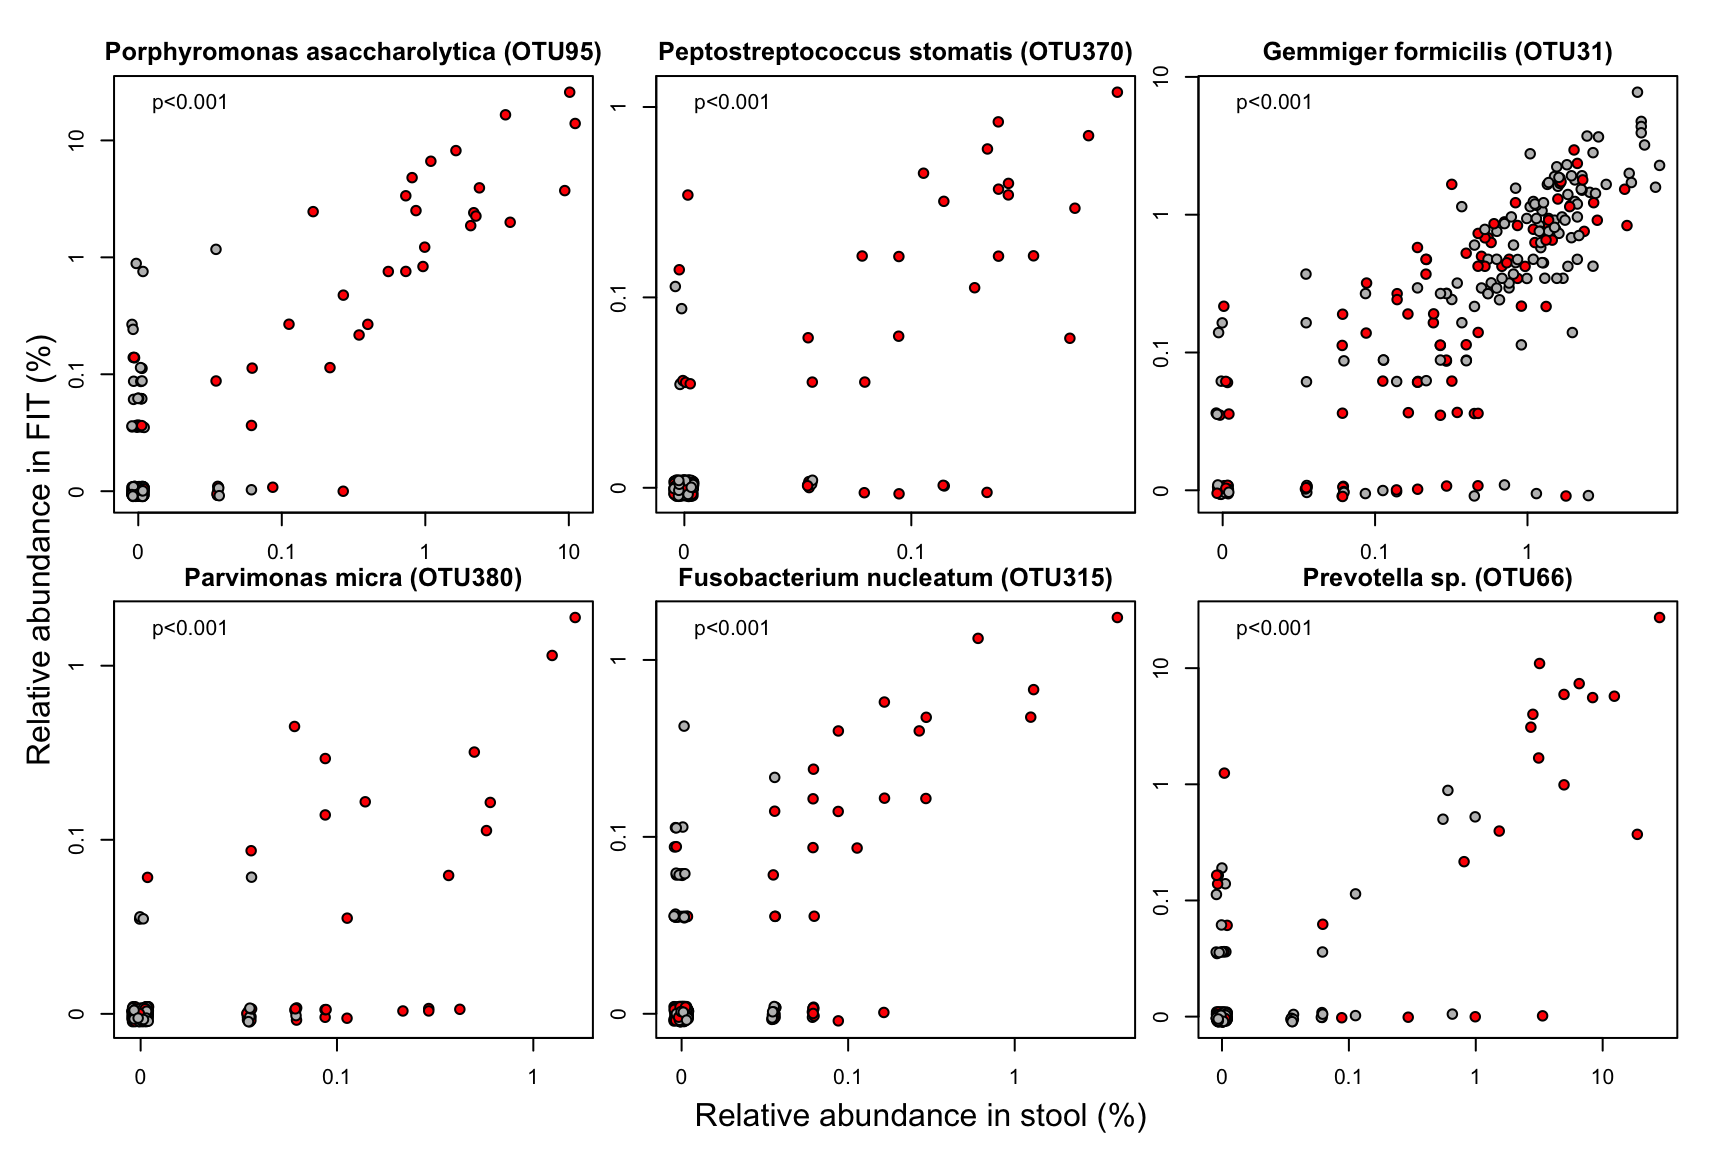 Porphyromonas asaccharolytica (OTU95)
p<0.001
10
1
0.1
0
0
0.1
1
10
Peptostreptococcus stomatis (OTU370)
p<0.001
1
0.1
0
0
0.1
Gemmiger formicilis (OTU31)
p<0.001
10
1
0.1
0
0
0.1
1
Parvimonas micra (OTU380)
p<0.001
1
0.1
0
0
0.1
1
Fusobacterium nucleatum (OTU315)
p<0.001
1
0.1
0
0
0.1
1
Prevotella sp. (OTU66)
p<0.001
10
1
0.1
0
0
0.1
1
10
Relative abundance in FIT (%)
Relative abundance in stool (%)